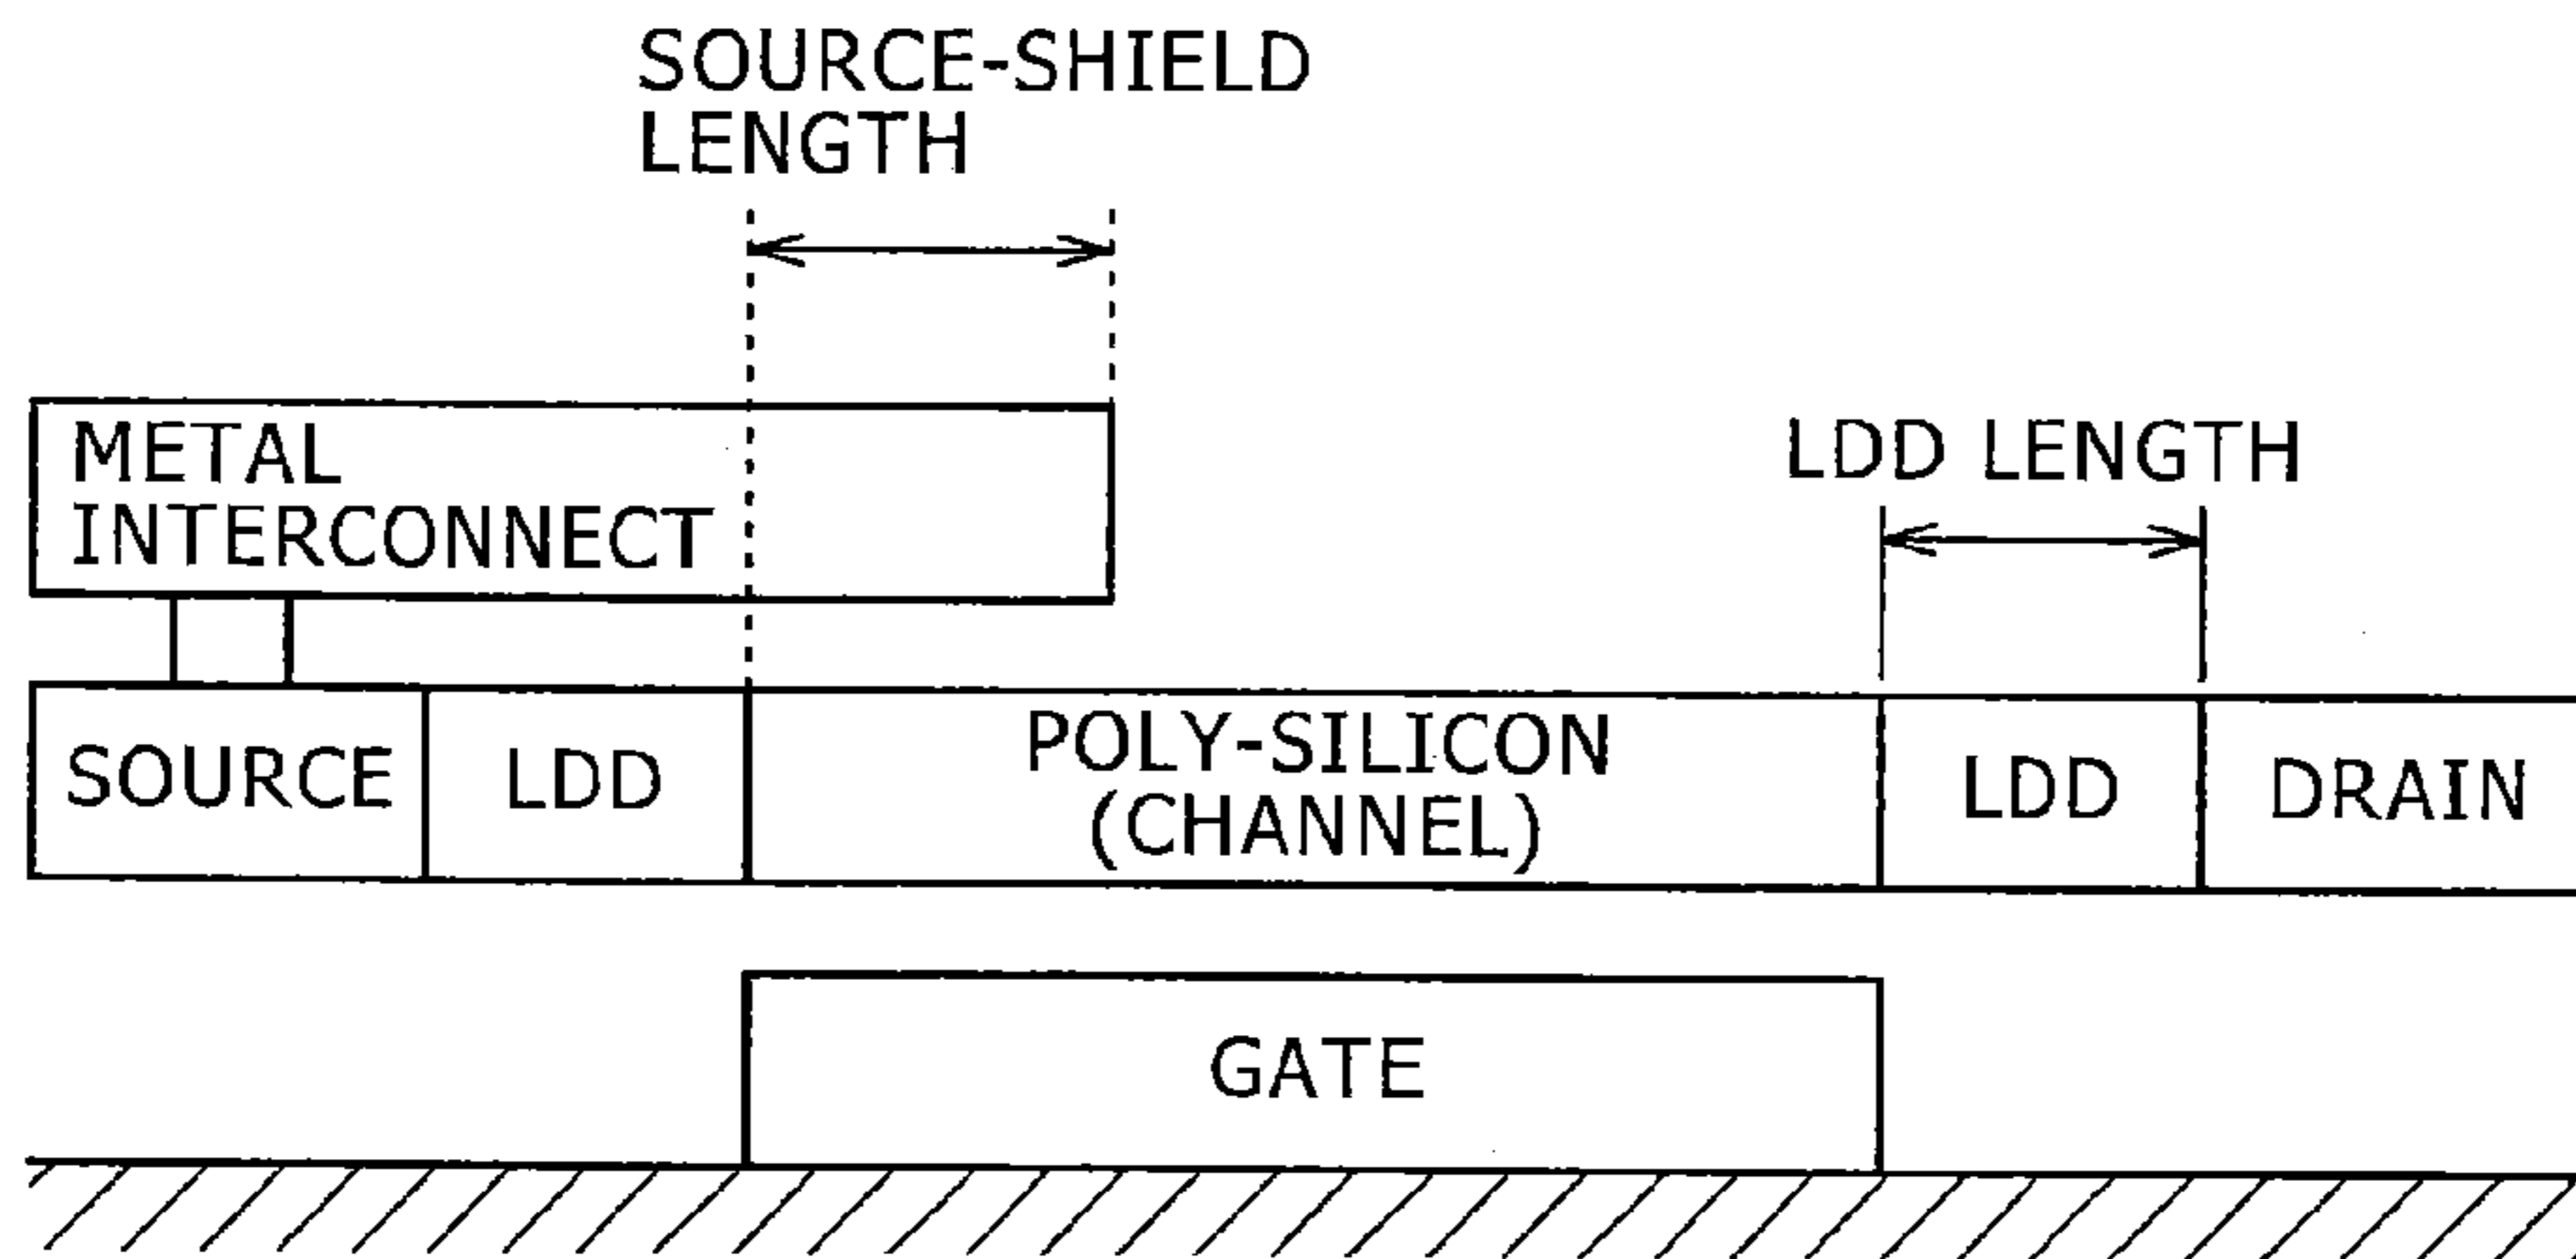 SOURCE-SHIELD
LENGTH
METAL
INTERCONNECT
LDD LENGTH
SOURCE
LDD
POLY-SILICON
(CHANNEL)
LDD
DRAIN
GATE